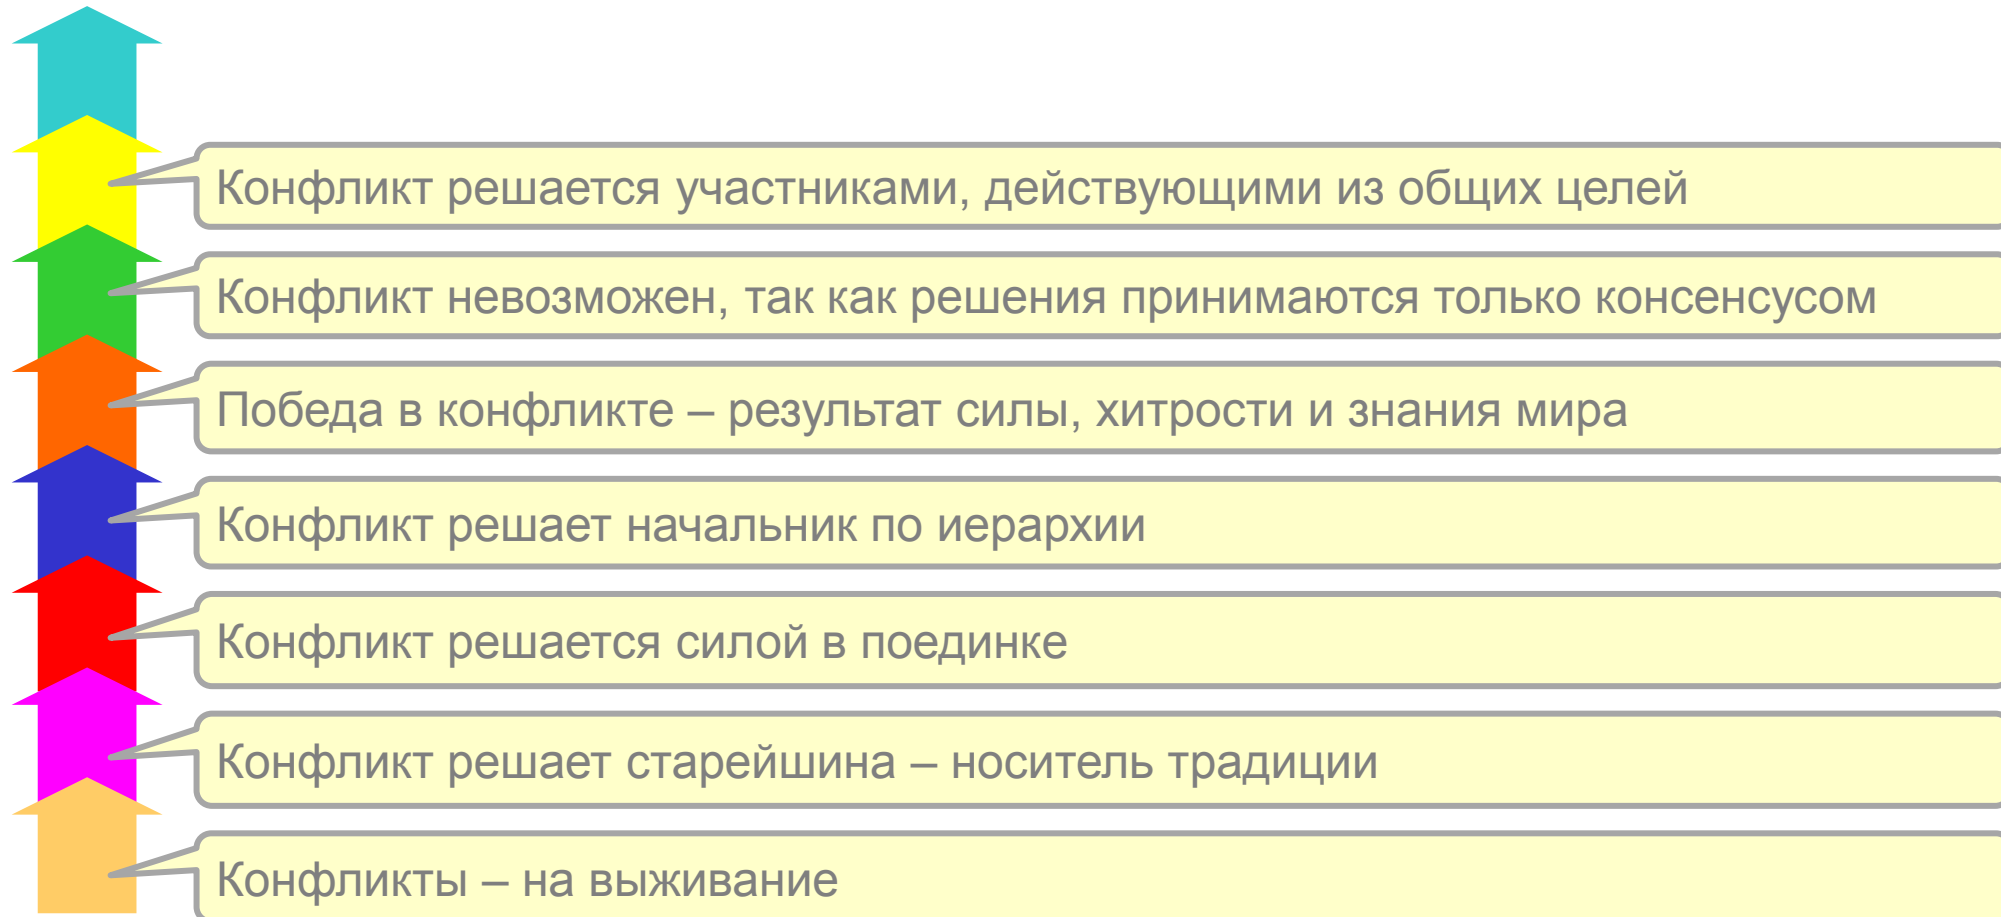 Конфликт решается участниками, действующими из общих целей
Конфликт невозможен, так как решения принимаются только консенсусом
Победа в конфликте – результат силы, хитрости и знания мира
Конфликт решает начальник по иерархии
Конфликт решается силой в поединке
Конфликт решает старейшина – носитель традиции
Конфликты – на выживание